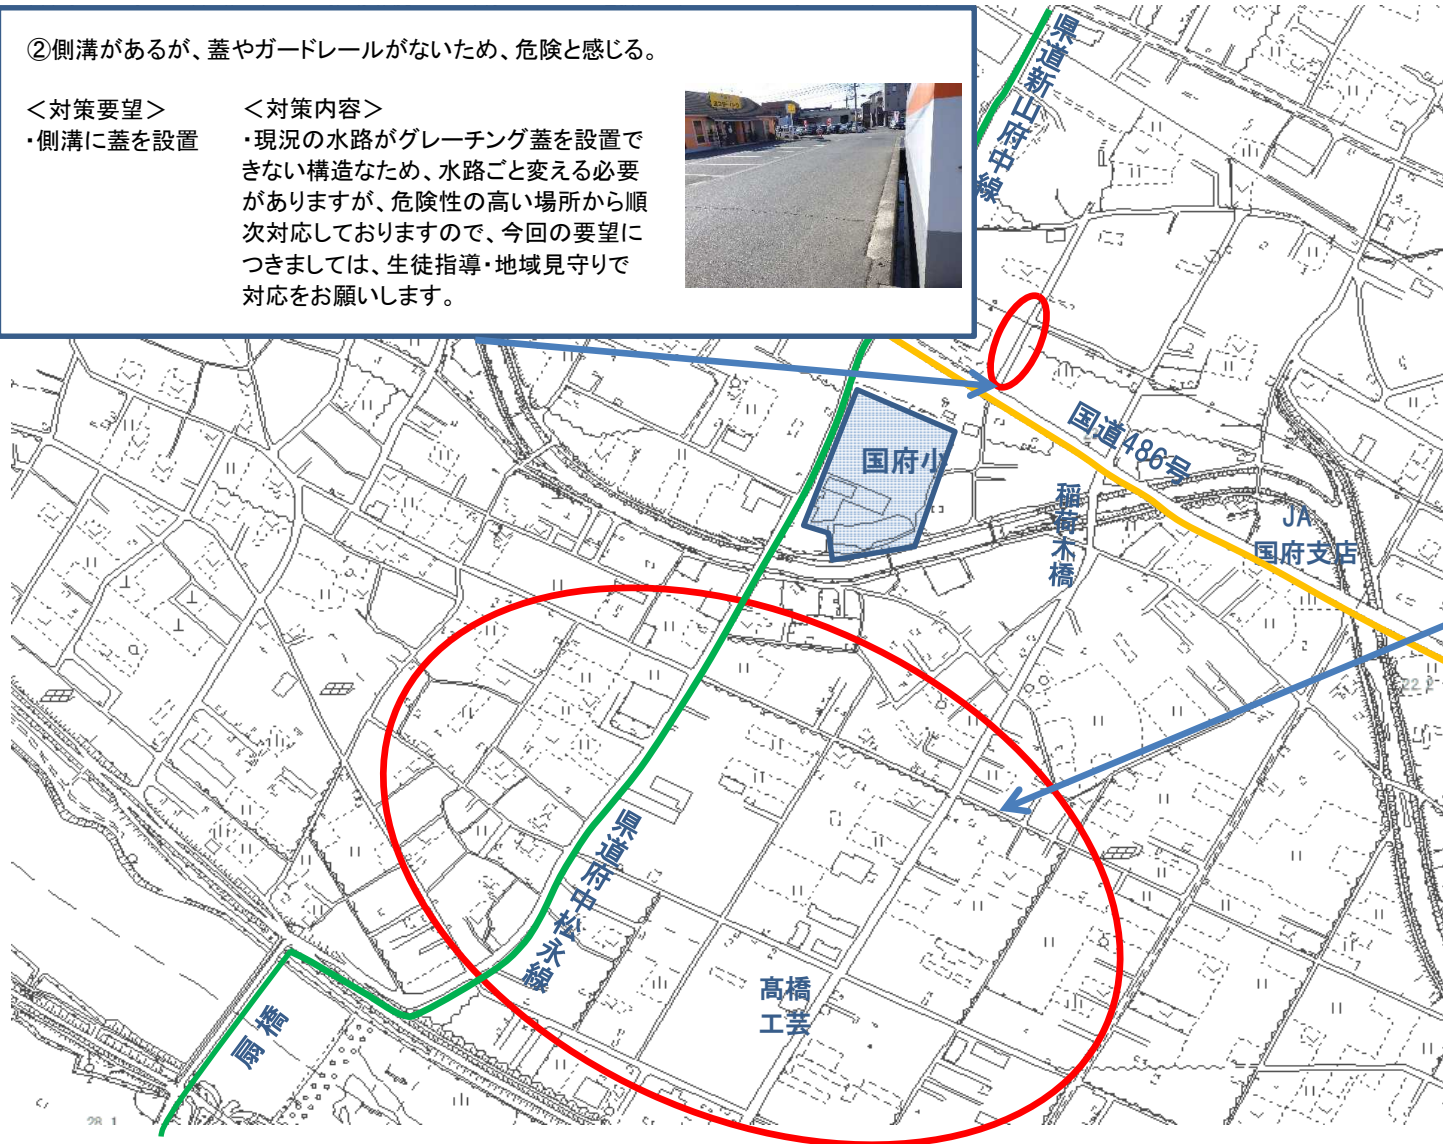 ②側溝があるが、蓋やガードレールがないため、危険と感じる。
＜対策要望＞
・側溝に蓋を設置
＜対策内容＞
・現況の水路がグレーチング蓋を設置で
きない構造なため、水路ごと変える必要
がありますが、危険性の高い場所から順
次対応しておりますので、今回の要望に
つきましては、生徒指導・地域見守りで
対応をお願いします。
県道新山府中線
国府小
国道486号
稲荷木橋
JA
国府支店
22.2
県道府中松永線
髙橋
工芸
扇橋
28.1